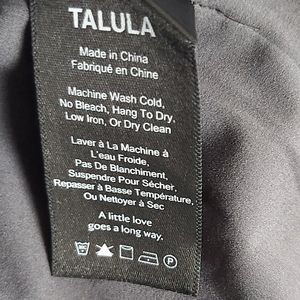 TALULA
Made in China
Fabriqué en Chine
Machine Wash Cold,
No Bleach, Hang To Dry,
Low Iron, Or Dry Clean
Laver à La Machine à
L'eau Froide,
Pas De Blanchiment,
Suspendre Pour Sécher,
Repasser à Basse Température,
Ou Nettoyer à Sec
A little love
goes a long way.
P